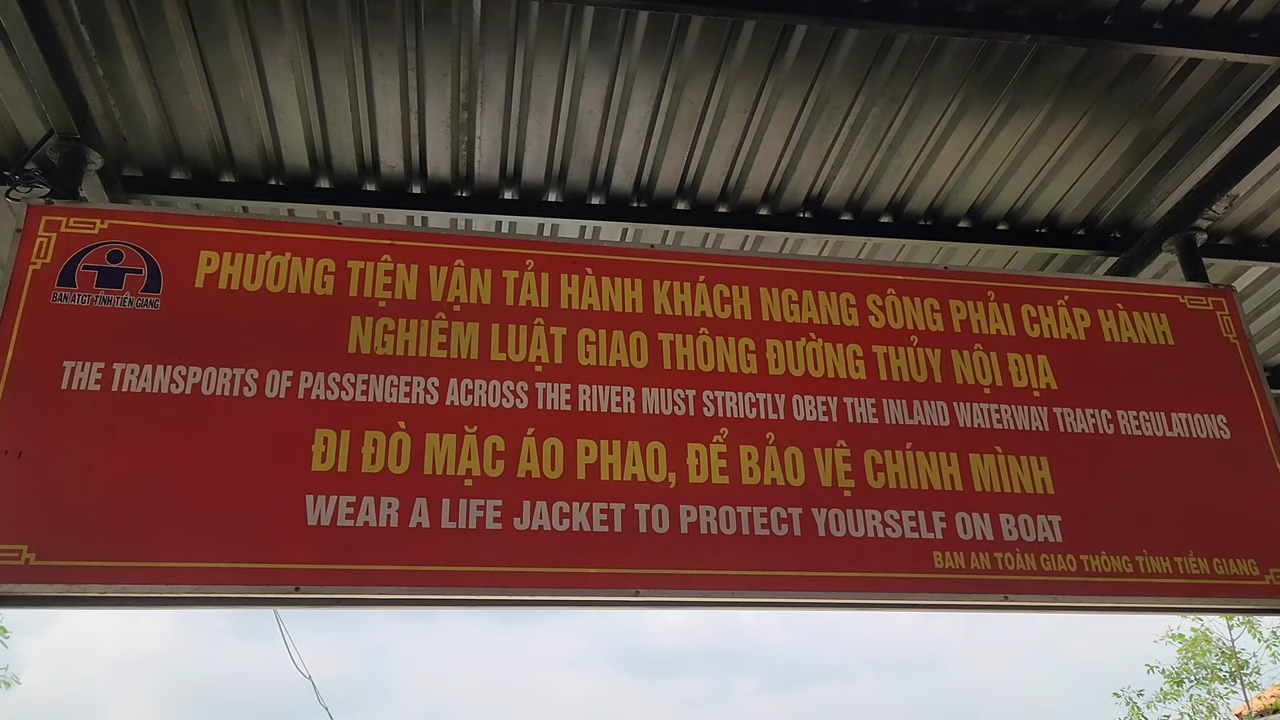 BAN ATGT TỈNH TIỀN GIANG
PHƯƠNG TIỆN VẬN TẢI HÀNH KHÁCH NGANG SÔNG PHẢI CHẤP HÀNH
NGHIÊM LUẬT GIAO THÔNG ĐƯỜNG THỦY NỘI ĐỊA
THE TRANSPORTS OF PASSENGERS ACROSS THE RIVER MUST STRICTLY OBEY THE INLAND WATERWAY TRAFIC REGULATIONS
ĐI ĐÒ MẶC ÁO PHAO, ĐỂ BẢO VỆ CHÍNH MÌNH
WEAR A LIFE JACKET TO PROTECT YOURSELF ON BOAT
BAN AN TOÀN GIAO THÔNG TỈNH TIỀN GIANG